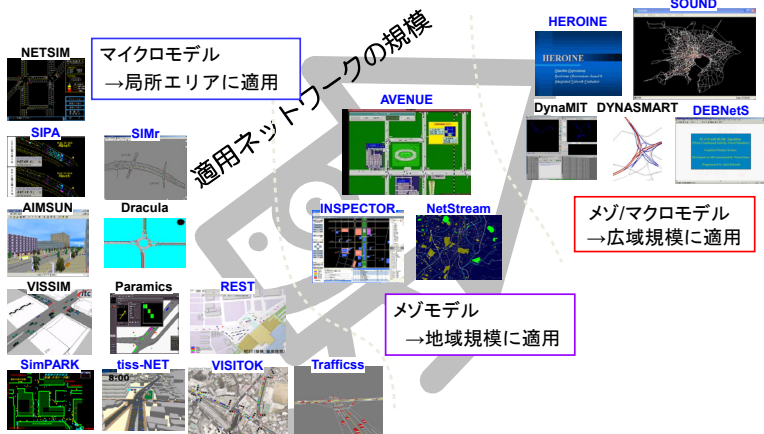 SOUND
HEROINE
適用ネットワークの規模
NETSIM
マイクロモデル
→局所エリアに適用
HEROINE
AVENUE
DynaMIT
DYNASMART
DEBNetS
SIPA
SIMr
AIMSUN
Dracula
INSPECTOR
NetStream
メゾ/マクロモデル
→広域規模に適用
VISSIM
Paramics
REST
メゾモデル
→地域規模に適用
SimPARK
tiss-NET
VISITOK
Trafficss
8:00